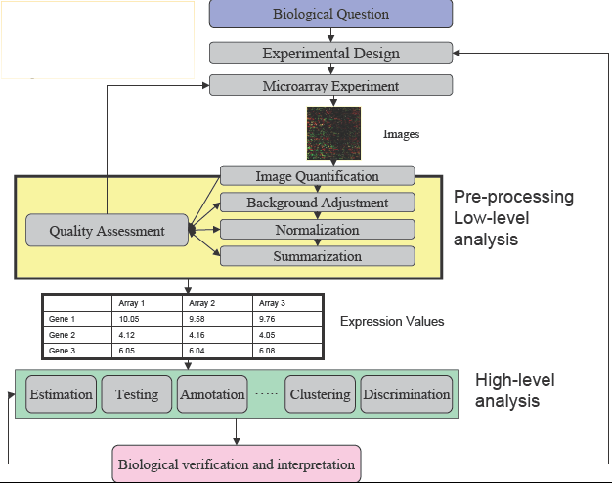 Biological Question
Experimental Design
Microarray Experiment
Images
Image Quantification
Background Adjustment
Quality Assessment
Normalization
Summarization
Pre-processing
Low-level
analysis
Array 1 Array 2 Array 3
Gene 1 10.05 9.58 9.76
Gene 2 4.12 4.16 4.05
Gene 3 6.05 6.04 6.08
Expression Values
Estimation Testing Annotation ..... Clustering Discrimination
High-level
analysis
Biological verification and interpretation